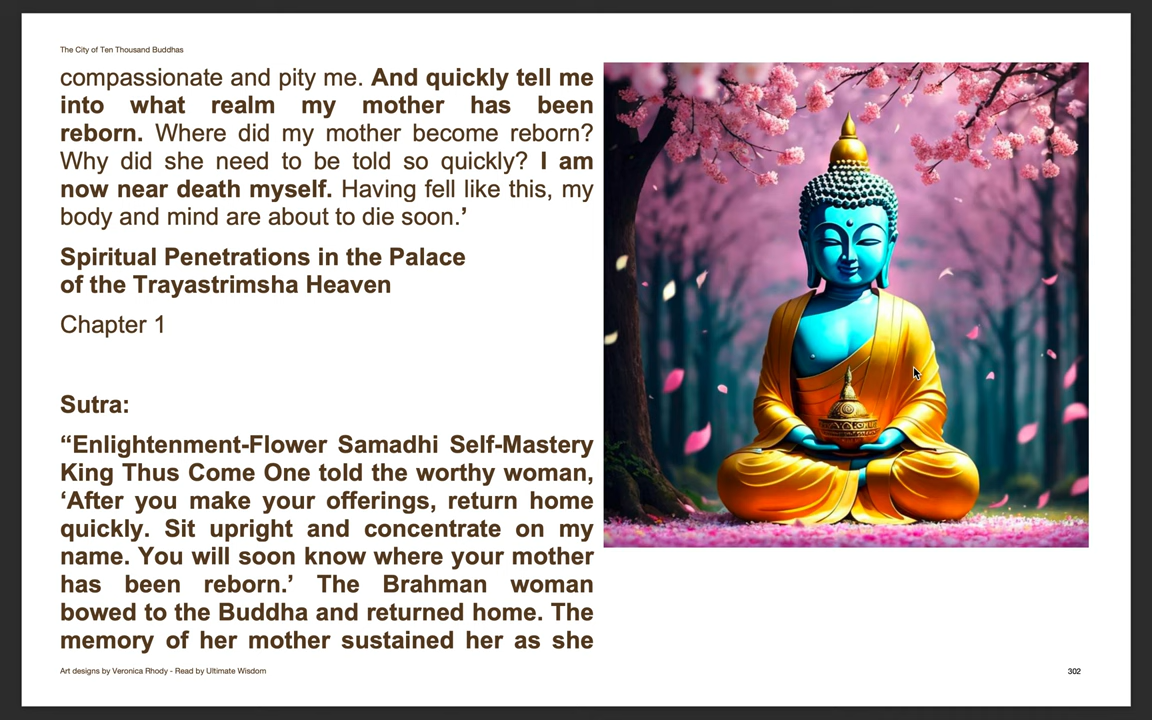 The City of Ten Thousand Buddhas
compassionate and pity me. And quickly tell me
into what realm my mother has been
reborn. Where did my mother become reborn?
Why did she need to be told so quickly? I am
now near death myself. Having fell like this, my
body and mind are about to die soon.’
Spiritual Penetrations in the Palace
of the Trayastrimsha Heaven
Chapter 1
Sutra:
“Enlightenment-Flower Samadhi Self-Mastery
King Thus Come One told the worthy woman,
‘After you make your offerings, return home
quickly. Sit upright and concentrate on my
name. You will soon know where your mother
has been reborn.’ The Brahman woman
bowed to the Buddha and returned home. The
memory of her mother sustained her as she
Art designs by Veronica Rhody - Read by Ultimate Wisdom
302